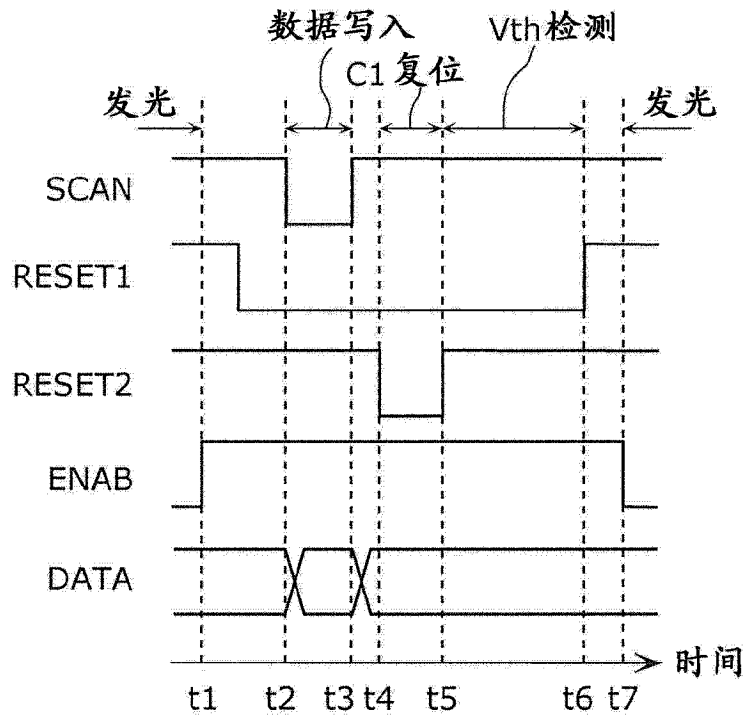 数据写入
Vth检测
C1复位
发光
发光
SCAN
RESET1
RESET2
ENAB
DATA
时间
t1 t2 t3 t4 t5 t6 t7